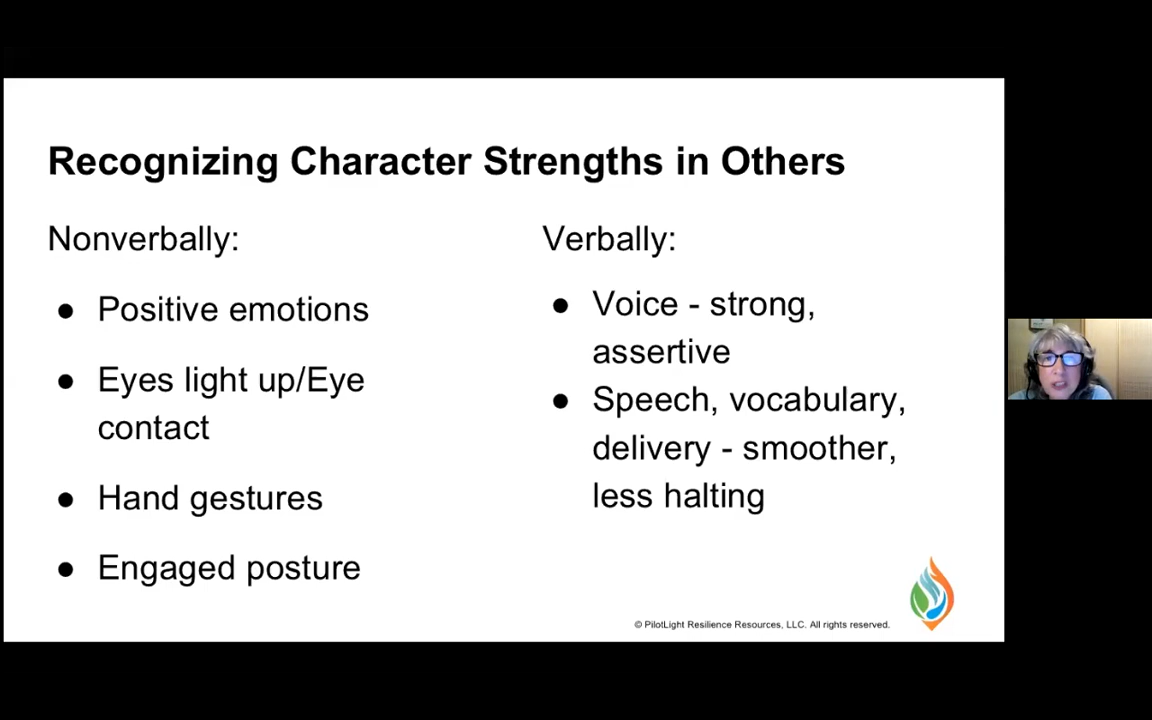 Recognizing Character Strengths in Others
Nonverbally:
● Positive emotions
● Eyes light up/Eye
contact
● Hand gestures
● Engaged posture
Verbally:
● Voice - strong,
assertive
● Speech, vocabulary,
delivery - smoother,
less halting
© PilotLight Resilience Resources, LLC. All rights reserved.